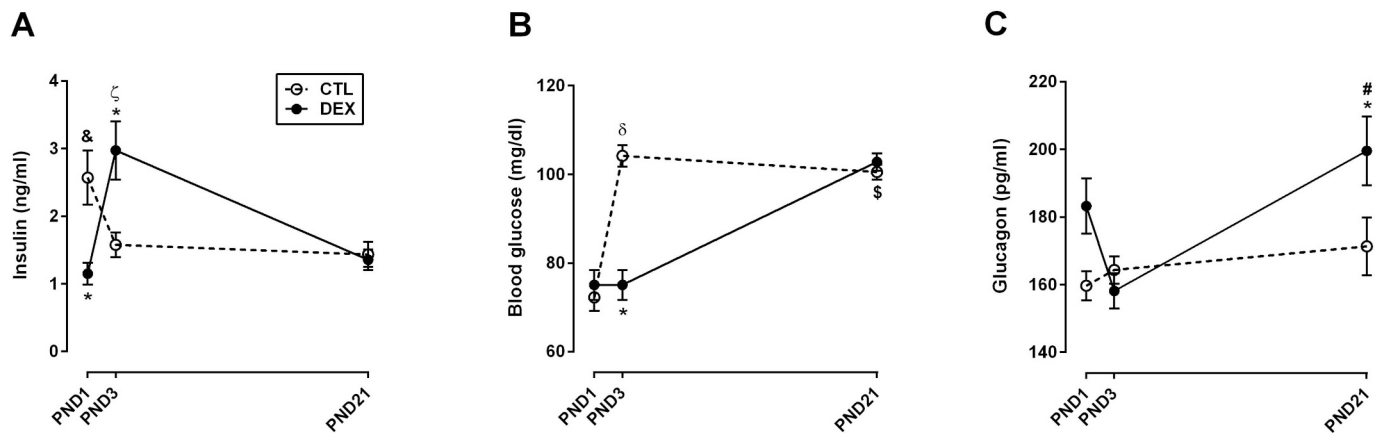 A
Insulin (ng/ml)
4
3
2
1
0
&
ζ
*
*
CTL
DEX
PND1
PND3
PND21
B
Blood glucose (mg/dl)
120
100
80
60
δ
*
$
PND1
PND3
PND21
C
Glucagon (pg/ml)
220
200
180
160
140
#
*
PND1
PND3
PND21